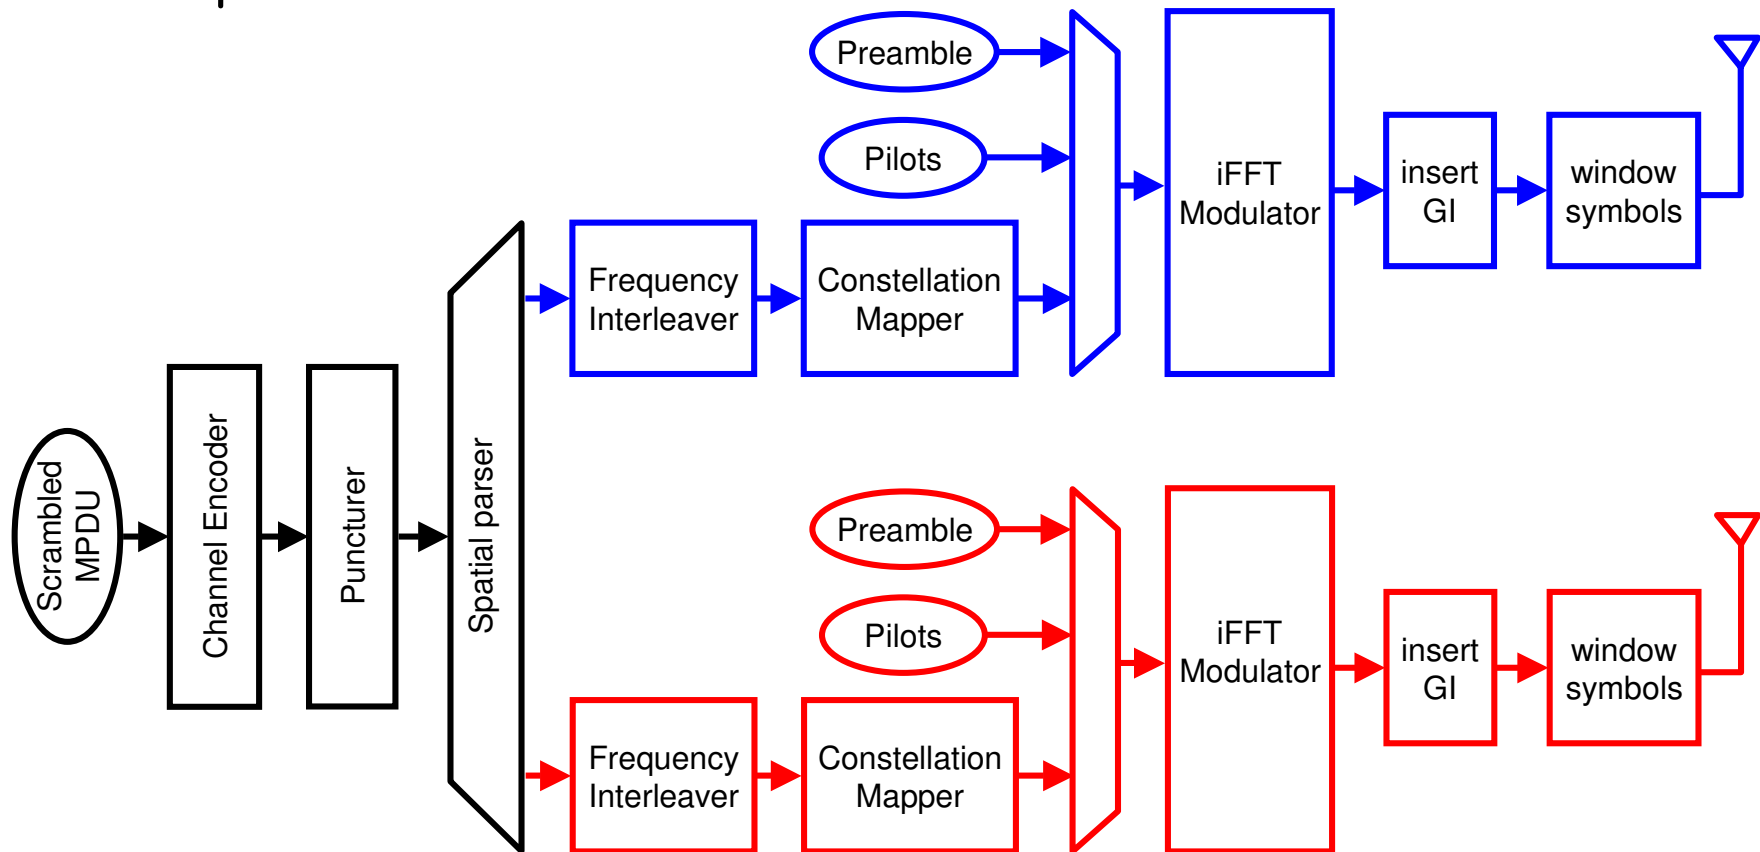 Scrambled
MPDU
Channel Encoder
Puncturer
Spatial parser
Preamble
Pilots
Frequency
Interleaver
Constellation
Mapper
iFFT
Modulator
insert
GI
window
symbols
Preamble
Pilots
Frequency
Interleaver
Constellation
Mapper
iFFT
Modulator
insert
GI
window
symbols